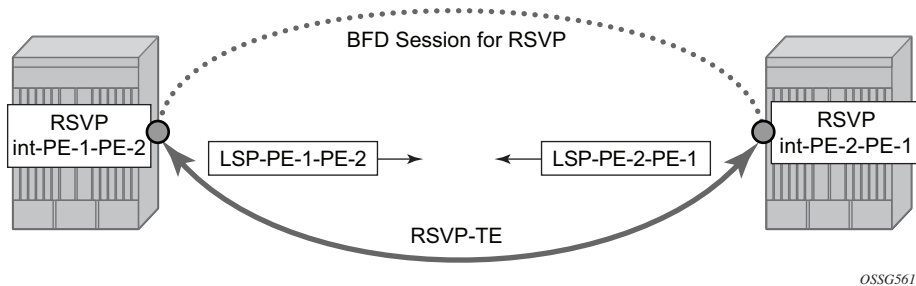 BFD Session for RSVP
RSVP
int-PE-1-PE-2
LSP-PE-1-PE-2
LSP-PE-2-PE-1
RSVP
int-PE-2-PE-1
RSVP-TE
OSSG561